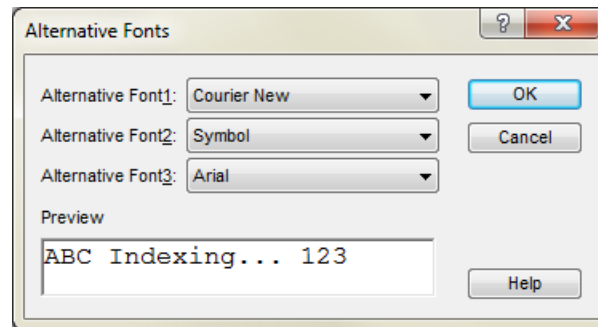 Alternative Fonts
Alternative Font1: Courier New
OK
Alternative Font2: Symbol
Cancel
Alternative Font3: Arial
Preview
ABC Indexing... 123
Help